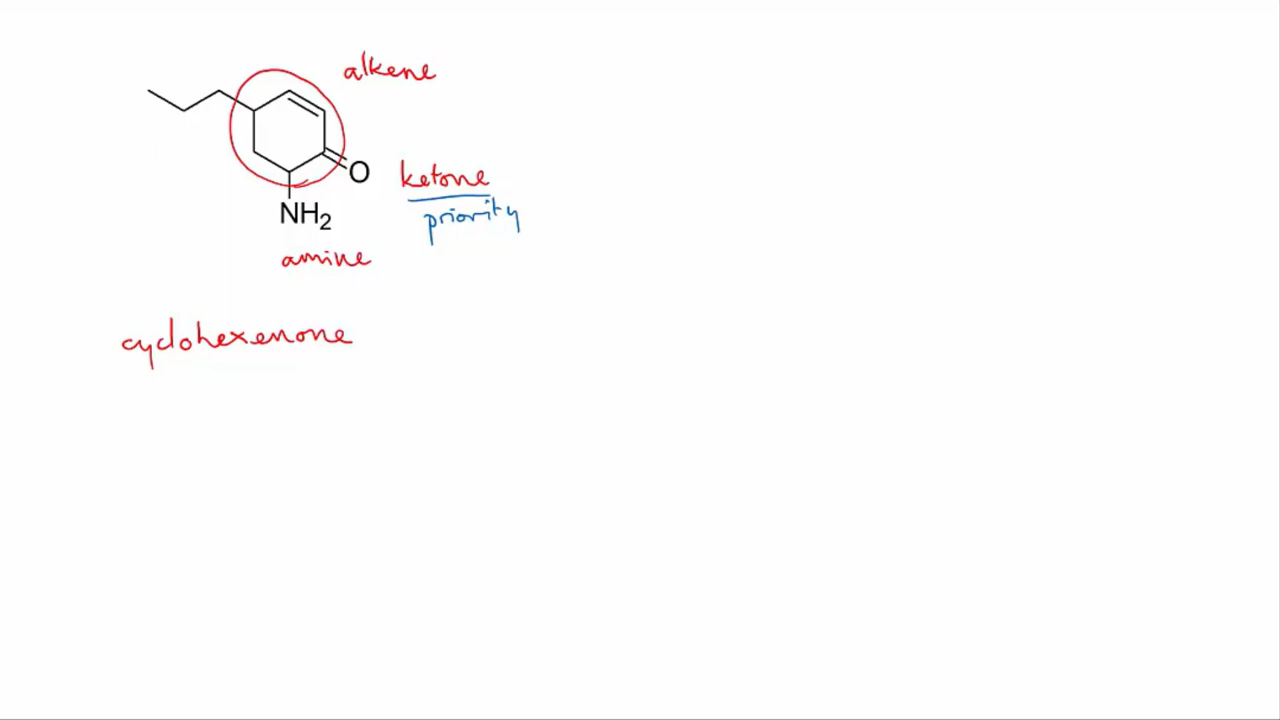 alkene
O
ketone
priority
NH2
amine
cyclohexenone